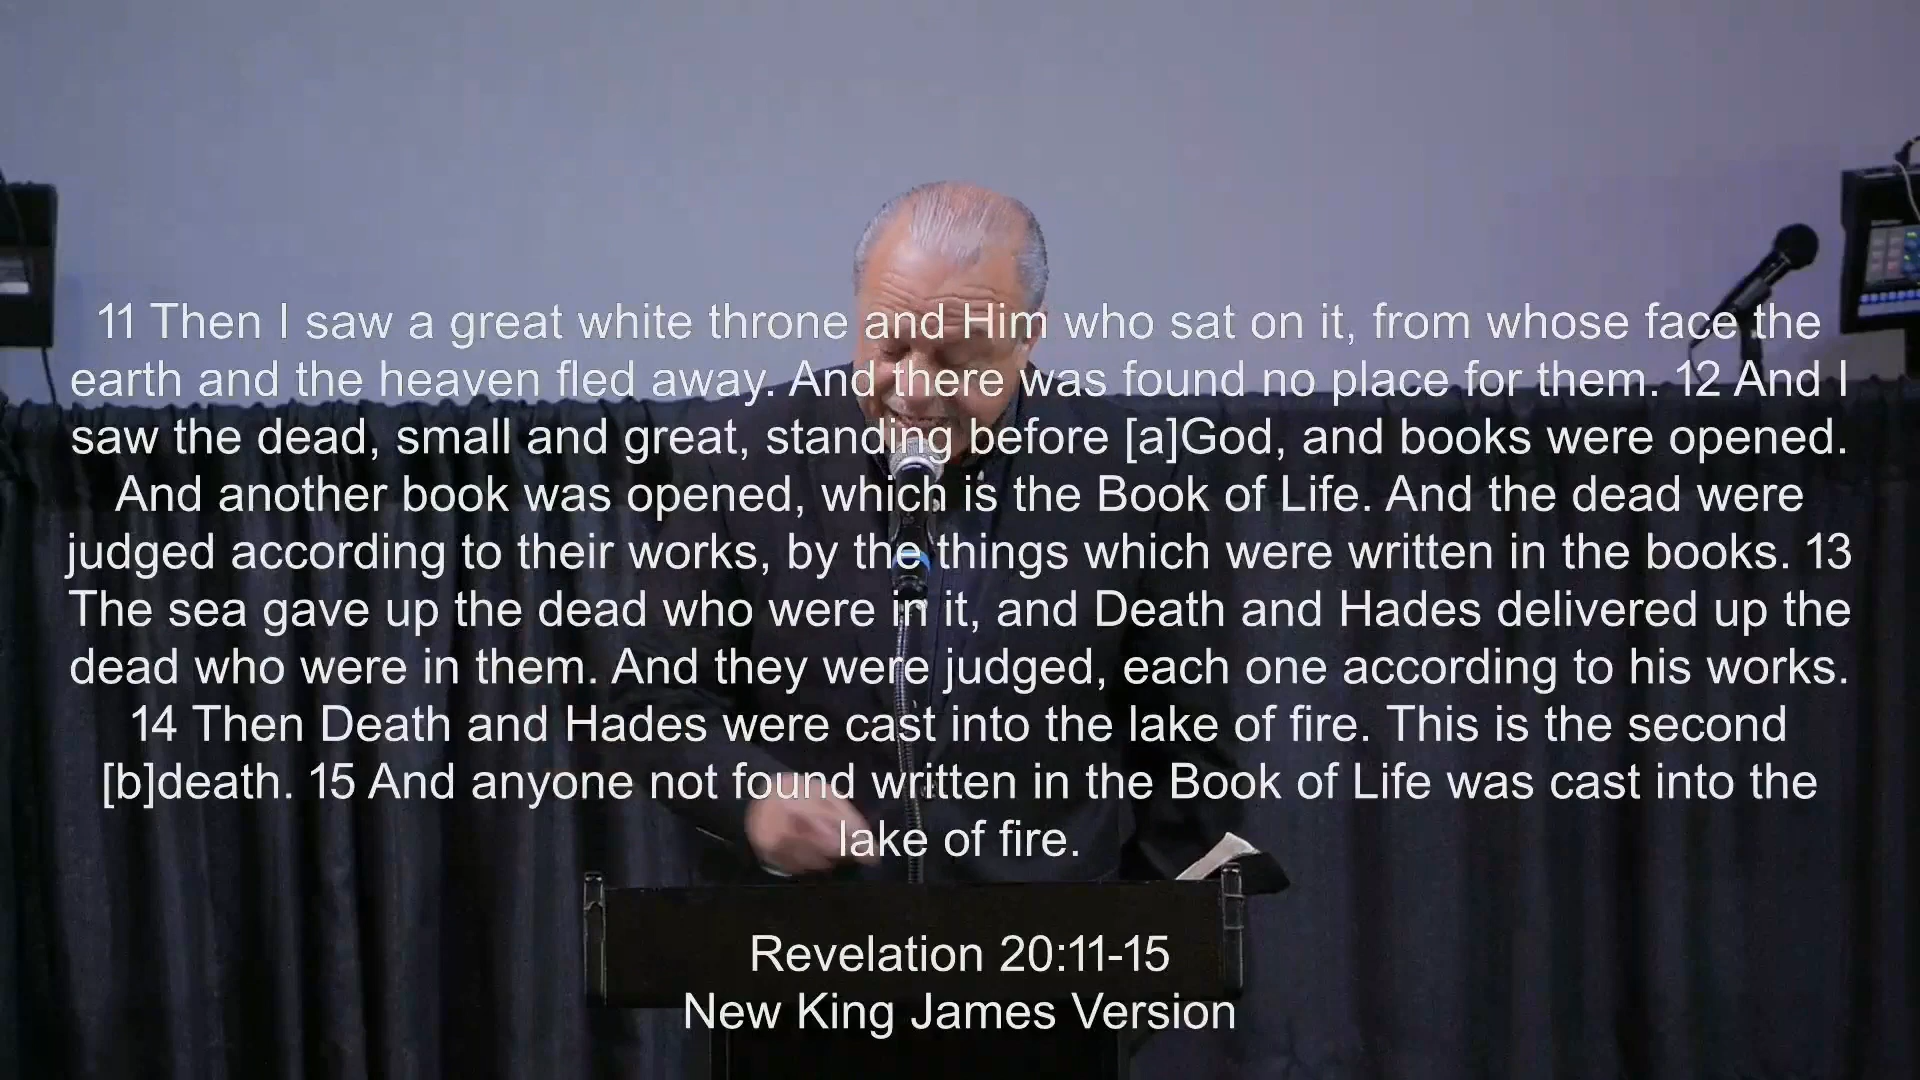 11 Then I saw a great white throne and Him who sat on it, from whose face the
earth and the heaven fled away. And there was found no place for them. 12 And I
saw the dead, small and great, standing before [a]God, and books were opened.
And another book was opened, which is the Book of Life. And the dead were
judged according to their works, by the things which were written in the books. 13
The sea gave up the dead who were in it, and Death and Hades delivered up the
dead who were in them. And they were judged, each one according to his works.
14 Then Death and Hades were cast into the lake of fire. This is the second
[b]death. 15 And anyone not found written in the Book of Life was cast into the
lake of fire.
Revelation 20:11-15
New King James Version